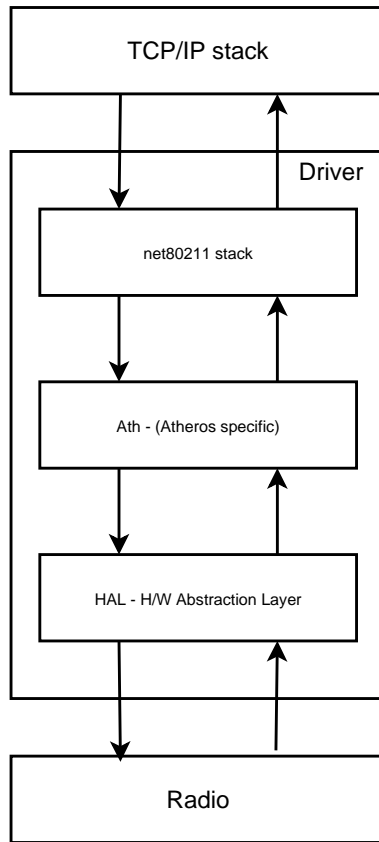 TCP/IP stack
Driver
net80211 stack
Ath - (Atheros specific)
HAL - H/W Abstraction Layer
Radio